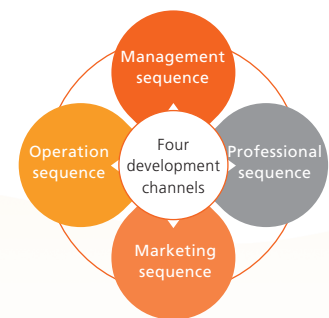 Management
sequence
Operation
sequence
Four
development
channels
Professional
sequence
Marketing
sequence